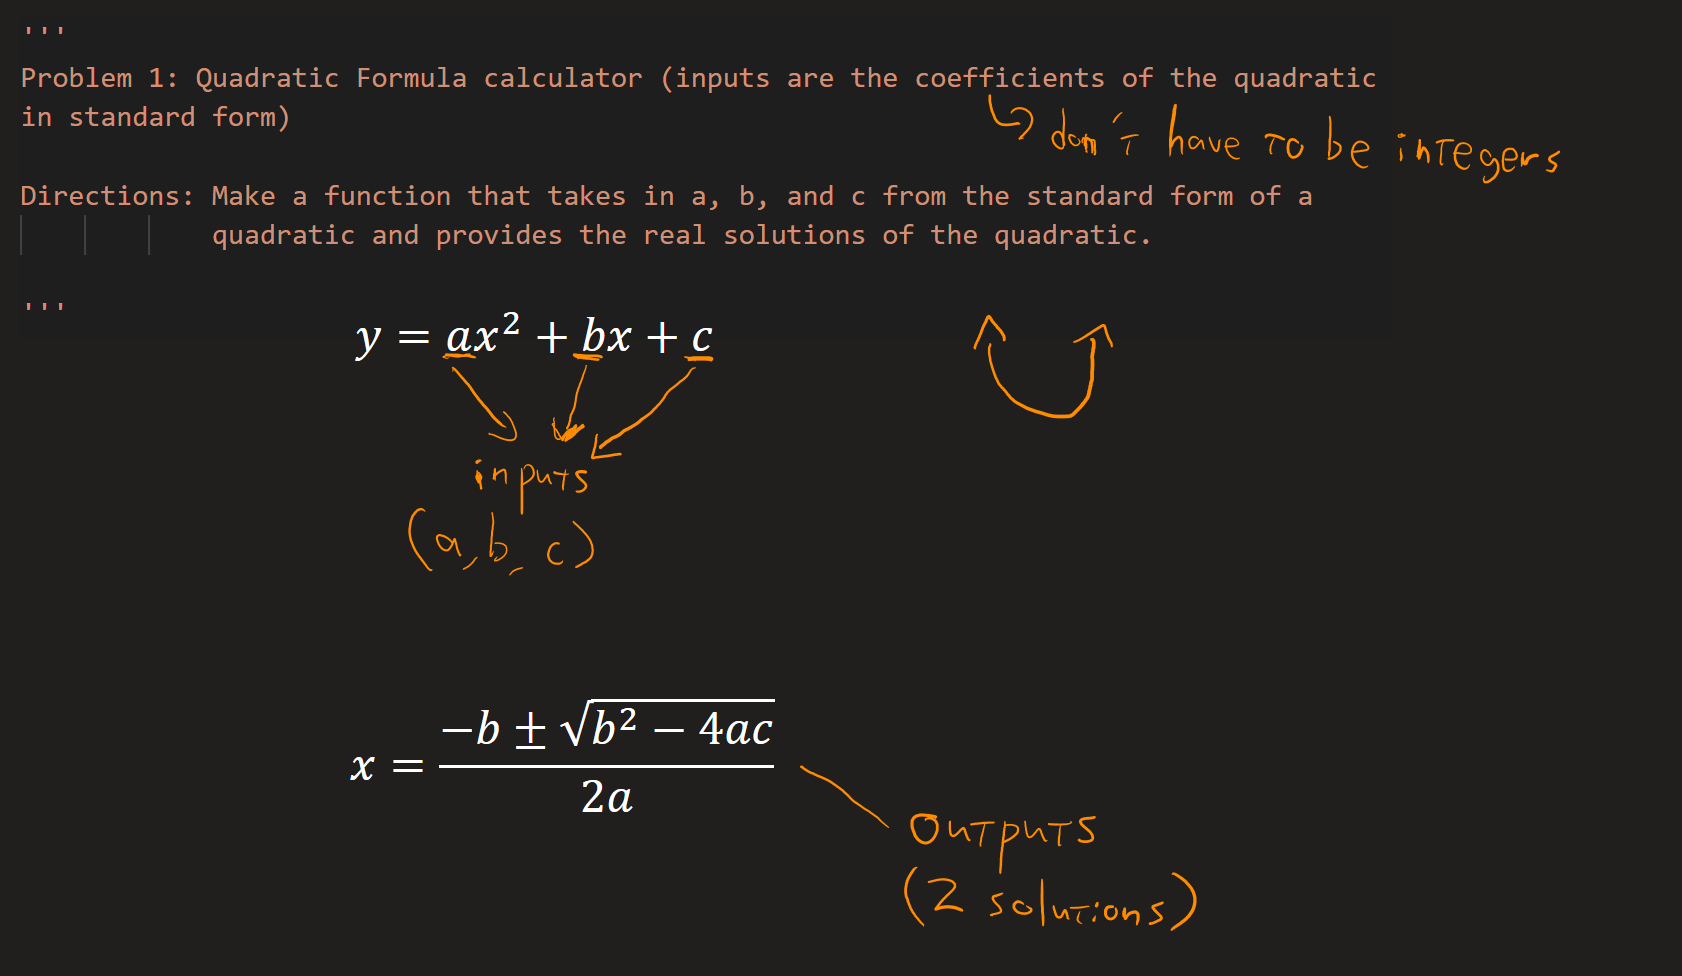 '''
Problem 1: Quadratic Formula calculator (inputs are the coefficients of the quadratic
in standard form)
don't have to be integers
Directions: Make a function that takes in a, b, and c from the standard form of a
quadratic and provides the real solutions of the quadratic.
'''
y = ax² + bx + c
inputs
(a, b, c)
x = \frac{-b ± \sqrt{b² − 4ac}}{2a}
outputs
(2 solutions)